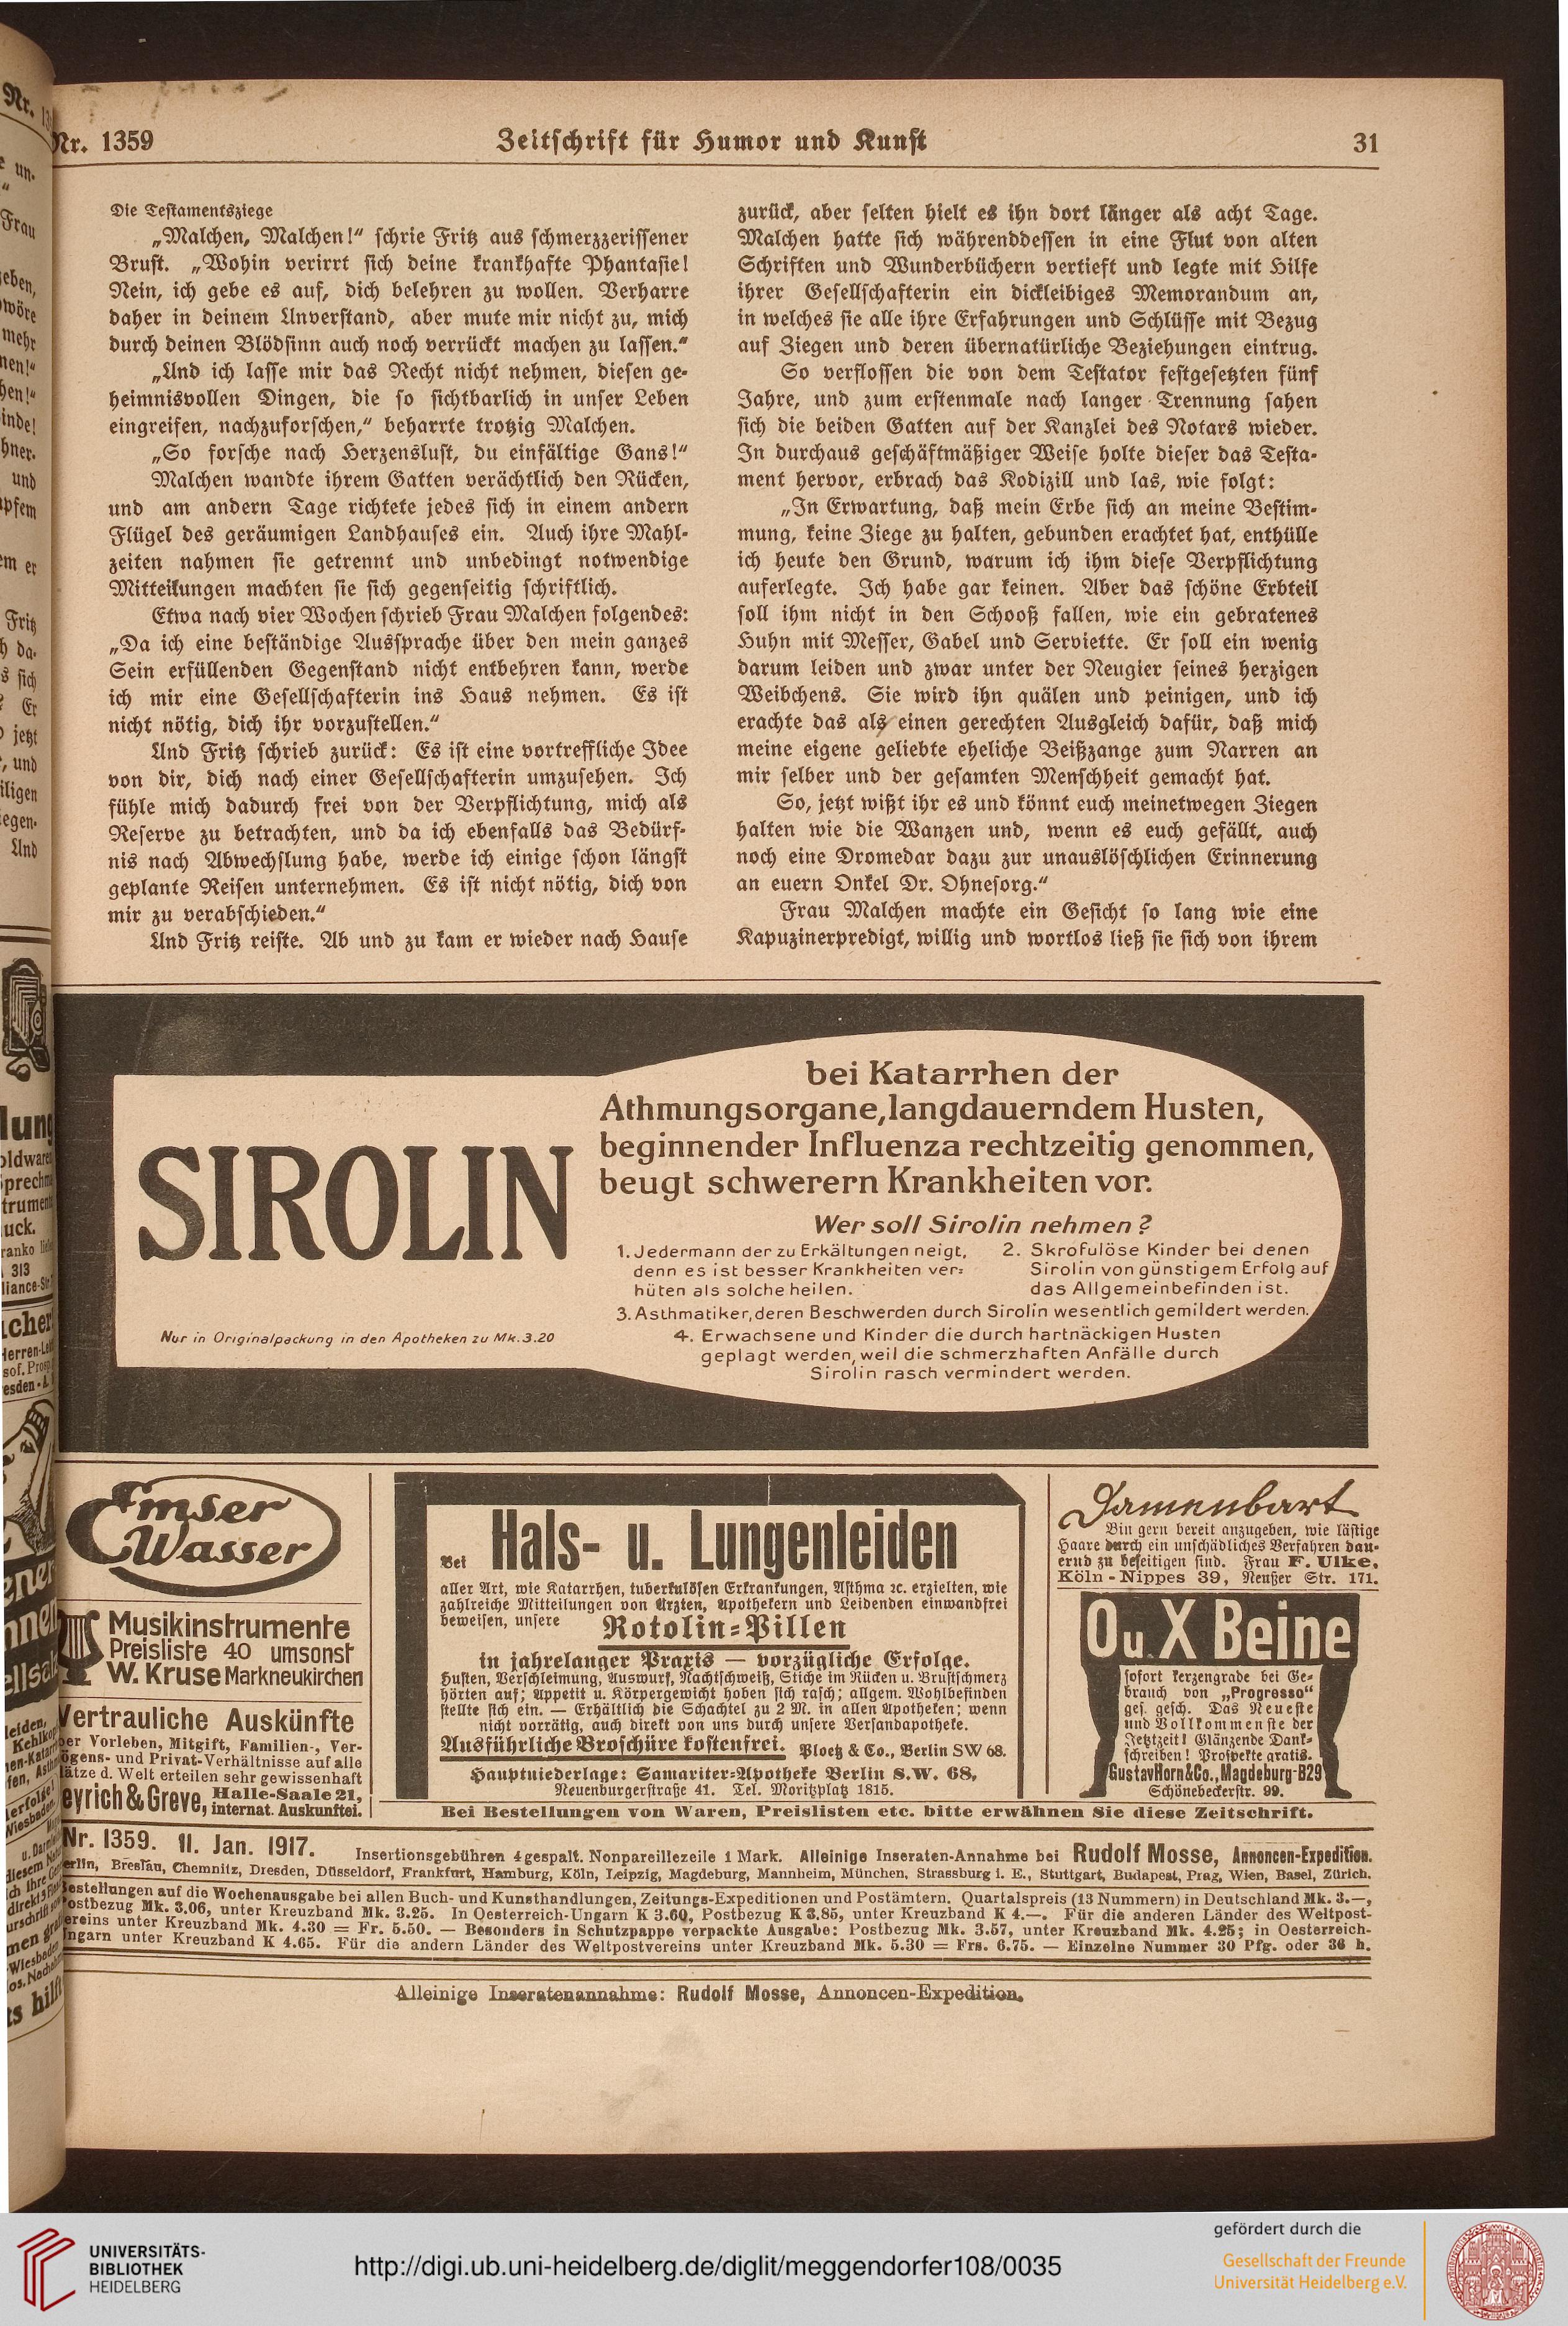 Nr. 1359
Zeitschrift für Humor und Kunst
31
Die Testamentsziege
„Malchen, Malchen!“ schrie Fritz aus schmerzzerissener
Brust. „Wohin verirrt sich deine krankhafte Phantasie!
Nein, ich gebe es auf, dich belehren zu wollen. Verharre
daher in deinem Unverstand, aber mute mir nicht zu, mich
durch deinen Blödsinn auch noch verrückt machen zu lassen.“
„Und ich lasse mir das Recht nicht nehmen, diesen ge-
heimnisvollen Dingen, die so sichtbarlich in unser Leben
eingreifen, nachzuforschen,“ beharrte trotzig Malchen.
„So forsche nach Herzenslust, du einfältige Gans!“
Malchen wandte ihrem Gatten verächtlich den Rücken,
und am andern Tage richtete jedes sich in einem andern
Flügel des geräumigen Landhauses ein. Auch ihre Mahl-
zeiten nahmen sie getrennt und unbedingt notwendige
Mitteilungen machten sie sich gegenseitig schriftlich.
Etwa nach vier Wochen schrieb Frau Malchen folgendes:
„Da ich eine beständige Aussprache über den mein ganzes
Sein erfüllenden Gegenstand nicht entbehren kann, werde
ich mir eine Gesellschafterin ins Haus nehmen. Es ist
nicht nötig, dich ihr vorzustellen.“
Und Fritz schrieb zurück: Es ist eine vortreffliche Idee
von dir, dich nach einer Gesellschafterin umzusehen. Ich
fühle mich dadurch frei von der Verpflichtung, mich als
Reserve zu betrachten, und da ich ebenfalls das Bedürf-
nis nach Abwechslung habe, werde ich einige schon längst
geplante Reisen unternehmen. Es ist nicht nötig, dich von
mir zu verabschieden.“
Und Fritz reiste. Ab und zu kam er wieder nach Hause
zurück, aber selten hielt es ihn dort länger als acht Tage.
Malchen hatte sich währenddessen in eine Flut von alten
Schriften und Wunderbüchern vertieft und legte mit Hilfe
ihrer Gesellschafterin ein dickleibiges Memorandum an,
in welches sie alle ihre Erfahrungen und Schlüsse mit Bezug
auf Ziegen und deren übernatürliche Beziehungen eintrug.
So verflossen die von dem Testator festgesetzten fünf
Jahre, und zum erstenmale nach langer Trennung sahen
sich die beiden Gatten auf der Kanzlei des Notars wieder.
In durchaus geschäftmäßiger Weise holte dieser das Testa-
ment hervor, erbrach das Kodizill und las, wie folgt:
„In Erwartung, daß mein Erbe sich an meine Bestim-
mung, keine Ziege zu halten, gebunden erachtet hat, enthülle
ich heute den Grund, warum ich ihm diese Verpflichtung
auferlegte. Ich habe gar keinen. Aber das schöne Erbteil
soll ihm nicht in den Schooß fallen, wie ein gebratenes
Huhn mit Messer, Gabel und Serviette. Er soll ein wenig
darum leiden und zwar unter der Neugier seines herzigen
Weibchens. Sie wird ihn quälen und peinigen, und ich
erachte das als einen gerechten Ausgleich dafür, daß mich
meine eigene geliebte eheliche Beißzange zum Narren an
mir selber und der gesamten Menschheit gemacht hat.
So, jetzt wißt ihr es und könnt euch meinetwegen Ziegen
halten wie die Wanzen und, wenn es euch gefällt, auch
noch eine Dromedar dazu zur unauslöschlichen Erinnerung
an euern Onkel Dr. Ohnesorg.“
Frau Malchen machte ein Gesicht so lang wie eine
Kapuzinerpredigt, willig und wortlos ließ sie sich von ihrem
SIROLIN
Nur in Originalpackung in den Apotheken zu Mk. 3.20
bei Katarrhen der
Athmungsorgane, langdauerndem Husten,
beginnender Influenza rechtzeitig genommen,
beugt schwerern Krankheiten vor.
Wer soll Sirolin nehmen?
1. Jedermann der zu Erkältungen neigt,
denn es ist besser Krankheiten ver-
hüten als solche heilen.
2. Skrofulöse Kinder bei denen
Sirolin von günstigem Erfolg auf
das Allgemeinbefinden ist.
3. Asthmatiker, deren Beschwerden durch Sirolin wesentlich gemildert werden.
4. Erwachsene und Kinder die durch hartnäckigen Husten
geplagt werden, weil die schmerzhaften Anfälle durch
Sirolin rasch vermindert werden.
Emser
Wasser
Musikinstrumente
Preisliste 40 umsonst
W. Kruse Markneukirchen
Vertrauliche Auskünfte
über Vorleben, Mitgift, Familien-, Ver-
mögens- und Privat-Verhältnisse auf alle
Plätze d. Welt erteilen sehr gewissenhaft
Beyrich & Greve, Halle-Saale 21,
internat. Auskunftei.
Bei Hals- u. Lungenleiden
aller Art, wie Katarrhen, tuberkulösen Erkrankungen, Asthma ꝛc. erzielten, wie
zahlreiche Mitteilungen von Ärzten, Apothekern und Leidenden einwandfrei
beweisen, unsere Rotolin-Pillen
in jahrelanger Praxis — vorzügliche Erfolge.
Husten, Verschleimung, Auswurf, Nachtschweiß, Stiche im Rücken u. Brustschmerz
hörten auf; Appetit u. Körpergewicht hoben sich rasch; allgem. Wohlbefinden
stellte sich ein. — Erhältlich die Schachtel zu 2 M. in allen Apotheken; wenn
nicht vorrätig, auch direkt von uns durch unsere Versandapotheke.
Ausführliche Broschüre kostenfrei. Ploetz & Co., Berlin SW 68.
Hauptniederlage: Samariter-Apotheke Berlin S.W. 68,
Neuenburgerstraße 41. Tel. Moritzplatz 1815.
Damenbart
Bin gern bereit anzugeben, wie lästige
Haare durch ein unschädliches Verfahren dau-
ernd zu beseitigen sind. Frau F. Ulke,
Köln-Nippes 39, Neußer Str. 171.
O u. X Beine
sofort kerzengrade bei Ge-
brauch von „Progresso“
ges. gesch. Das Neueste
und Vollkommenste der
Jetztzeit! Glänzende Dank-
schreiben! Prospekte gratis.
Gustav Horn & Co., Magdeburg-B29
Schönebeckerstr. 99.
Bei Bestellungen von Waren, Preislisten etc. bitte erwähnen Sie diese Zeitschrift.
Nr. 1359. 11. Jan. 1917. Insertionsgebühren 4gespalt. Nonpareillezeile 1 Mark. Alleinige Inseraten-Annahme bei Rudolf Mosse, Annoncen-Expedition.
Berlin, Breslau, Chemnitz, Dresden, Düsseldorf, Frankfurt, Hamburg, Köln, Leipzig, Magdeburg, Mannheim, München, Strassburg i. E., Stuttgart, Budapest, Prag, Wien, Basel, Zürich.
Bestellungen auf die Wochenausgabe bei allen Buch- und Kunsthandlungen, Zeitungs-Expeditionen und Postämtern. Quartalspreis (13 Nummern) in Deutschland Mk. 3.—,
Postbezug Mk. 3.06, unter Kreuzband Mk. 3.25. In Oesterreich-Ungarn K 3.60, Postbezug K 3.85, unter Kreuzband K 4.—. Für die anderen Länder des Weltpost-
vereins unter Kreuzband Mk. 4.30 = Fr. 5.50. — Besonders in Schutzpappe verpackte Ausgabe: Postbezug Mk. 3.57, unter Kreuzband Mk. 4.25; in Oesterreich-
Ungarn unter Kreuzband K 4.65. Für die andern Länder des Weltpostvereins unter Kreuzband Mk. 5.30 = Frs. 6.75. — Einzelne Nummer 30 Pfg. oder 36 h.
Alleinige Inseratenannahme: Rudolf Mosse, Annoncen-Expedition.
UNIVERSITÄTS-
BIBLIOTHEK
HEIDELBERG
http://digi.ub.uni-heidelberg.de/diglit/meggendorfer108/0035
gefördert durch die
Gesellschaft der Freunde
Universität Heidelberg e.V.